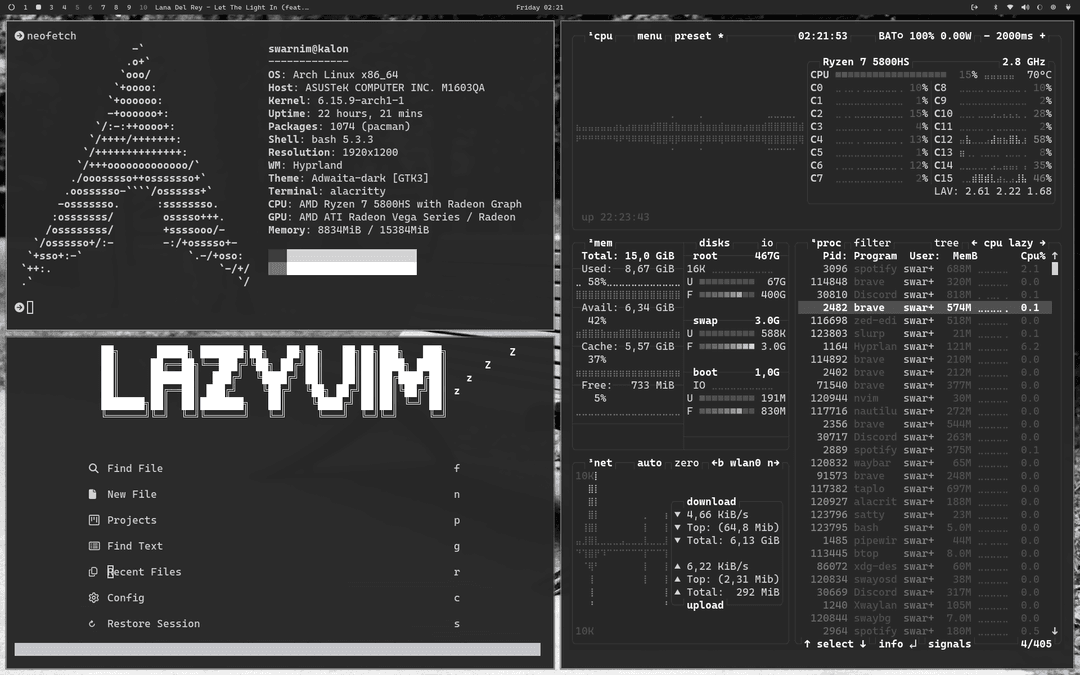 1 3 4 5 6 7 8 9 10 Lana Del Rey - Let The Light In (feat...
Friday 02:21
neofetch
swarnim@kalon
-------------
OS: Arch Linux x86_64
Host: ASUSTeK COMPUTER INC. M1603QA
Kernel: 6.15.9-arch1-1
Uptime: 22 hours, 21 mins
Packages: 1074 (pacman)
Shell: bash 5.3.3
Resolution: 1920x1200
WM: Hyprland
Theme: Adwaita-dark [GTK3]
Terminal: alacritty
CPU: AMD Ryzen 7 5800HS with Radeon Graph
GPU: AMD ATI Radeon Vega Series / Radeon
Memory: 8834MiB / 15384MiB
LAZYVIM
z z Z Z
Find File f
New File n
Projects p
Find Text g
Recent Files r
Config c
Restore Session s
¹cpu menu preset * 02:21:53 BAT○ 100% 0.00W - 2000ms +
Ryzen 7 5800HS 2.8 GHz
CPU 15% 70°C
C0 10% C8 10%
C1 1% C9 2%
C2 15% C10 28%
C3 4% C11 2%
C4 13% C12 58%
C5 1% C13 8%
C6 12% C14 35%
C7 2% C15 46%
LAV: 2.61 2.22 1.68
up 22:23:43
²mem
Total: 15,0 GiB
Used: 8,67 GiB
58%
Avail: 6,34 GiB
42%
Cache: 5,57 GiB
37%
Free: 733 MiB
5%
disks io
root 467G
16K
U 67G
F 400G
swap 3.0G
U 588K
F 3.0G
boot 1,0G
IO
U 191M
F 830M
³net auto zero ←b wlan0 n→
10K
download
▼ 4,66 KiB/s
▼ Top: (64,8 Mib)
▼ Total: 6,13 GiB
▲ 6,22 KiB/s
▲ Top: (2,31 Mib)
▲ Total: 292 MiB
upload
10K
⁴proc filter tree ← cpu lazy →
Pid: Program User: MemB Cpu% ↑
3096 spotify swar+ 688M 2.1
114848 brave swar+ 320M 0.0
30810 Discord swar+ 818M 0.1
2482 brave swar+ 574M 0.1
116698 zed-edi swar+ 518M 0.0
123803 slurp swar+ 21M 0.1
1164 Hyprlan swar+ 121M 6.2
114892 brave swar+ 210M 0.0
2402 brave swar+ 212M 0.0
71540 brave swar+ 377M 0.0
120944 nvim swar+ 30M 0.0
117716 nautilu swar+ 272M 0.0
2356 brave swar+ 544M 0.0
30717 Discord swar+ 263M 0.0
2889 spotify swar+ 375M 0.1
120832 waybar swar+ 65M 0.0
91573 brave swar+ 248M 0.0
117382 taplo swar+ 697M 0.0
120927 alacrit swar+ 188M 0.0
123796 satty swar+ 23M 0.0
123795 bash swar+ 5.0M 0.0
1485 pipewir swar+ 44M 0.0
113445 btop swar+ 8.0M 0.0
86072 xdg-des swar+ 60M 0.0
120834 swayosd swar+ 38M 0.0
30669 Discord swar+ 317M 0.0
1240 Xwaylan swar+ 105M 0.0
120844 swaybg swar+ 7.0M 0.0
2964 spotify swar+ 180M 0.5 ↓
↑ select ↓ info ↵ signals 4/405